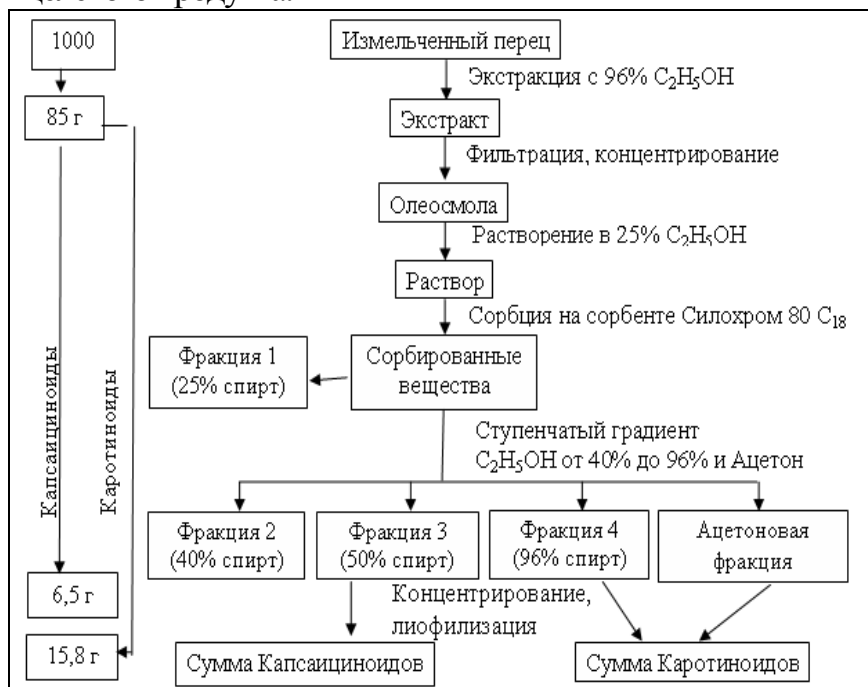 1000
Измельченный перец
Экстракция с 96% C₂H₅OH
85 г
Экстракт
Фильтрация, концентрирование
Олеосмола
Растворение в 25% C₂H₅OH
Раствор
Сорбция на сорбенте Силохром 80 C₁₈
Фракция 1
(25% спирт)
Сорбированные
вещества
Капсаициноиды
Каротиноиды
Ступенчатый градиент
C₂H₅OH от 40% до 96% и Ацетон
Фракция 2
(40% спирт)
Фракция 3
(50% спирт)
Фракция 4
(96% спирт)
Ацетоновая
фракция
6,5 г
Концентрирование,
лиофилизация
15,8 г
Сумма Капсаициноидов
Сумма Каротиноидов